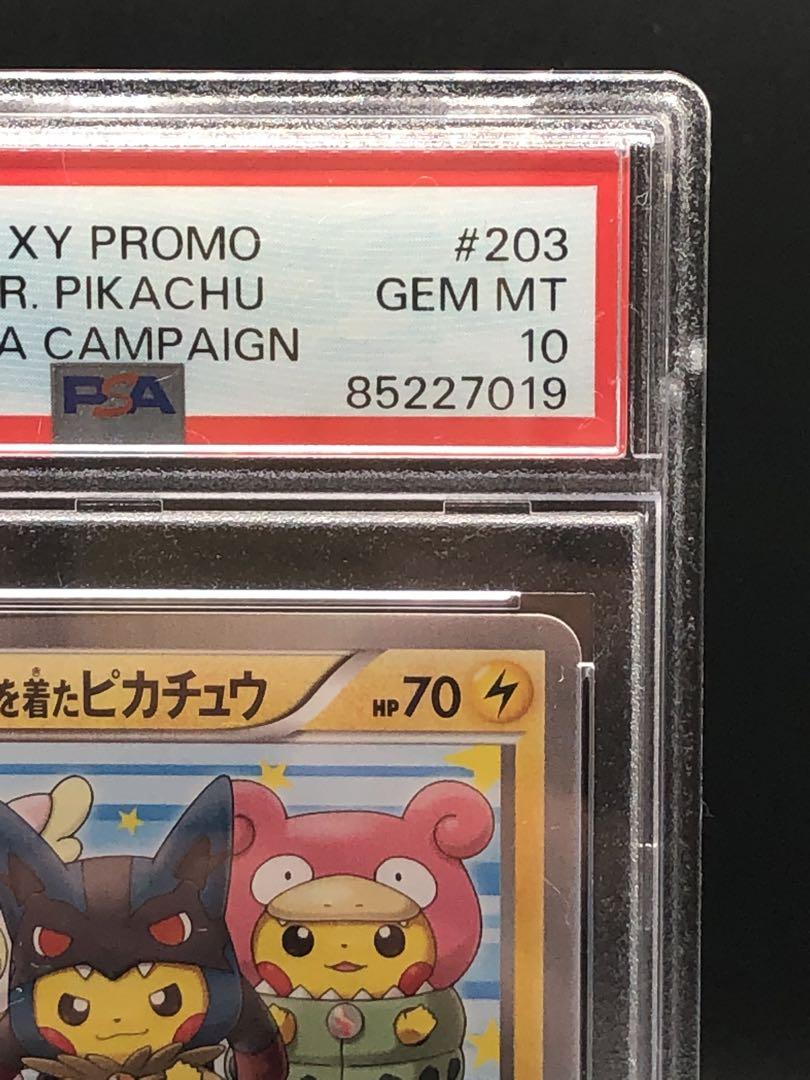 XY PROMO #203
R. PIKACHU GEM MT
A CAMPAIGN 10
PSA 85227019
を着たピカチュウ HP70
き